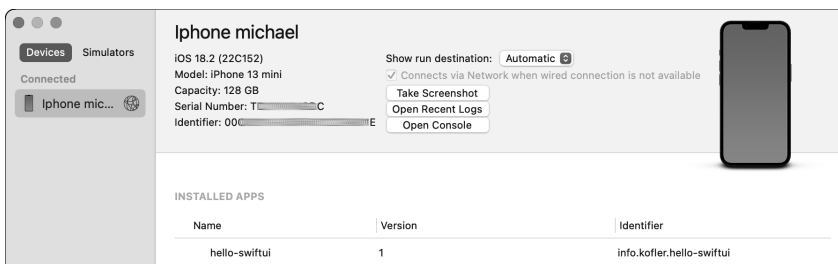 Iphone michael
Devices Simulators
Connected
Iphone mic...
iOS 18.2 (22C152)
Model: iPhone 13 mini
Capacity: 128 GB
Serial Number: T C
Identifier: 00 E
Show run destination: Automatic
Connects via Network when wired connection is not available
Take Screenshot
Open Recent Logs
Open Console
INSTALLED APPS
Name Version Identifier
hello-swiftui 1 info.kofler.hello-swiftui